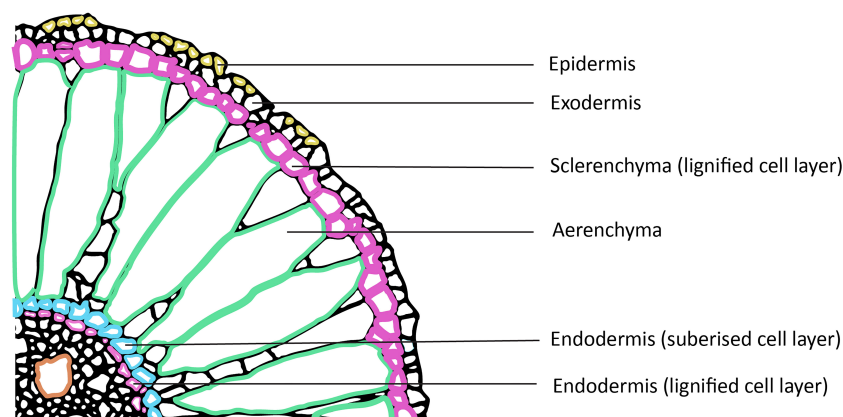 Epidermis
Exodermis
Sclerenchyma (lignified cell layer)
Aerenchyma
Endodermis (suberised cell layer)
Endodermis (lignified cell layer)